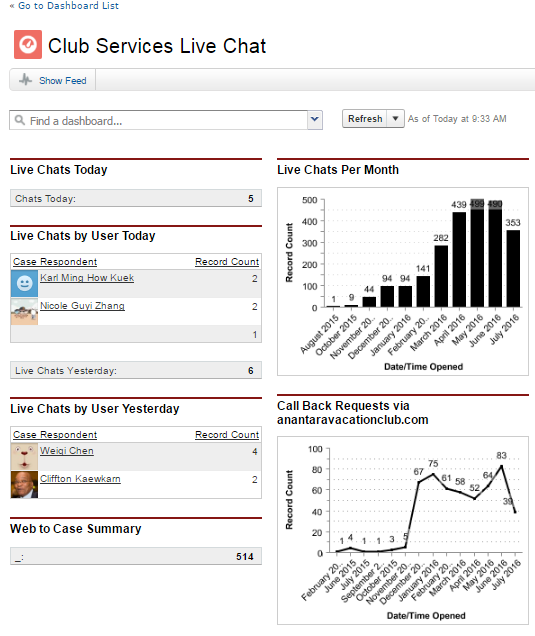 « Go to Dashboard List
Club Services Live Chat
Show Feed
Find a dashboard...
Refresh
As of Today at 9:33 AM
Live Chats Today
Chats Today: 5
Live Chats by User Today
Case Respondent Record Count
Karl Ming How Kuek 2
Nicole Guyi Zhang 2
1
Live Chats Yesterday: 6
Live Chats by User Yesterday
Case Respondent Record Count
Weiqi Chen 4
Cliffton Kaewkarn 2
Web to Case Summary
_: 514
Live Chats Per Month
Record Count
500
400
300
200
100
0
1 9 44 94 94 141 282 439 499 490 353
August 2015
October 2015
November 20..
December 20..
January 2016
February 20..
March 2016
April 2016
May 2016
June 2016
July 2016
Date/Time Opened
Call Back Requests via
anantaravacationclub.com
Record Count
100
80
60
40
20
0
1 4 1 1 3 5 67 75 61 58 52 64 83 39
February 20..
June 2015
July 2015
September 2..
October 2015
November 20..
December 20..
January 2016
February 20..
March 2016
April 2016
May 2016
June 2016
July 2016
Date/Time Opened